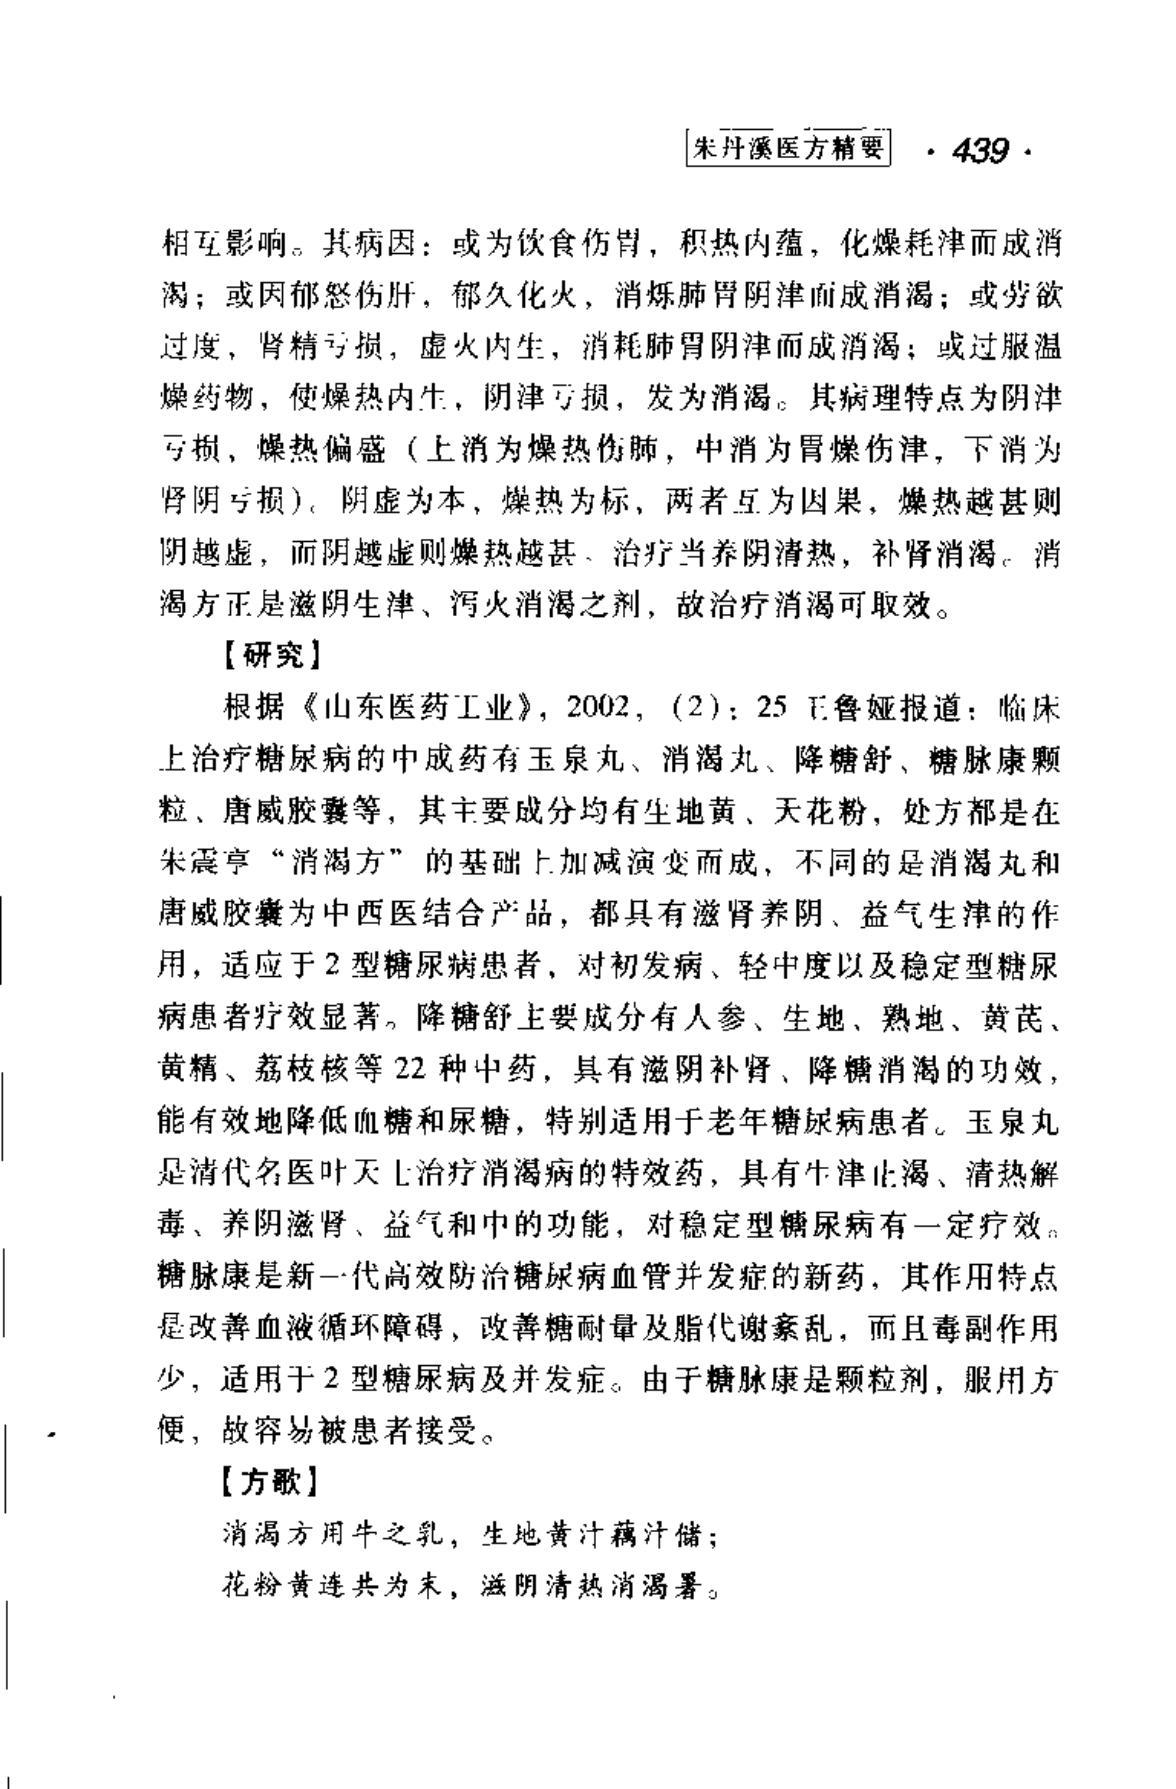 朱丹溪医方精要 · 439 ·
相互影响。其病因：或为饮食伤胃，积热内蕴，化燥耗津而成消
渴；或因郁怒伤肝，郁久化火，消烁肺胃阴津而成消渴；或劳欲
过度，肾精亏损，虚火内生，消耗肺胃阴津而成消渴；或过服温
燥药物，使燥热内生，阴津亏损，发为消渴。其病理特点为阴津
亏损，燥热偏盛（上消为燥热伤肺，中消为胃燥伤津，下消为
肾阴亏损）。阴虚为本，燥热为标，两者互为因果，燥热越甚则
阴越虚，而阴越虚则燥热越甚。治疗当养阴清热，补肾消渴。消
渴方正是滋阴生津、泻火消渴之剂，故治疗消渴可取效。
【研究】
根据《山东医药工业》，2002，（2）：25 王鲁娅报道：临床
上治疗糖尿病的中成药有玉泉丸、消渴丸、降糖舒、糖脉康颗
粒、唐威胶囊等，其主要成分均有生地黄、天花粉，处方都是在
朱震亨“消渴方”的基础上加减演变而成，不同的是消渴丸和
唐威胶囊为中西医结合产品，都具有滋肾养阴、益气生津的作
用，适应于 2 型糖尿病患者，对初发病、轻中度以及稳定型糖尿
病患者疗效显著。降糖舒主要成分有人参、生地、熟地、黄芪、
黄精、荔枝核等 22 种中药，具有滋阴补肾、降糖消渴的功效，
能有效地降低血糖和尿糖，特别适用于老年糖尿病患者。玉泉丸
是清代名医叶天士治疗消渴病的特效药，具有生津止渴、清热解
毒、养阴滋肾、益气和中的功能，对稳定型糖尿病有一定疗效。
糖脉康是新一代高效防治糖尿病血管并发症的新药，其作用特点
是改善血液循环障碍，改善糖耐量及脂代谢紊乱，而且毒副作用
少，适用于 2 型糖尿病及并发症。由于糖脉康是颗粒剂，服用方
便，故容易被患者接受。
【方歌】
消渴方用牛之乳，生地黄汁藕汁储；
花粉黄连共为末，滋阴清热消渴署。